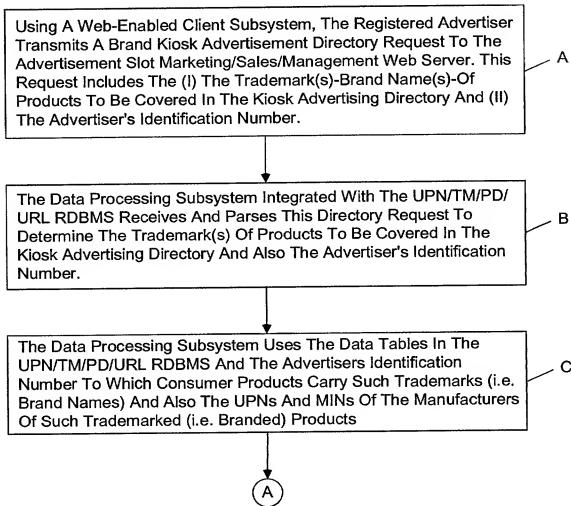 Using A Web-Enabled Client Subsystem, The Registered Advertiser
Transmits A Brand Kiosk Advertisement Directory Request To The
Advertisement Slot Marketing/Sales/Management Web Server. This
Request Includes The (I) The Trademark(s)-Brand Name(s)-Of
Products To Be Covered In The Kiosk Advertising Directory And (II)
The Advertiser's Identification Number.
A
The Data Processing Subsystem Integrated With The UPN/TM/PD/
URL RDBMS Receives And Parses This Directory Request To
Determine The Trademark(s) Of Products To Be Covered In The
Kiosk Advertising Directory And Also The Advertiser's Identification
Number.
B
The Data Processing Subsystem Uses The Data Tables In The
UPN/TM/PD/URL RDBMS And The Advertisers Identification
Number To Which Consumer Products Carry Such Trademarks (i.e.
Brand Names) And Also The UPNs And MINs Of The Manufacturers
Of Such Trademarked (i.e. Branded) Products
C
A